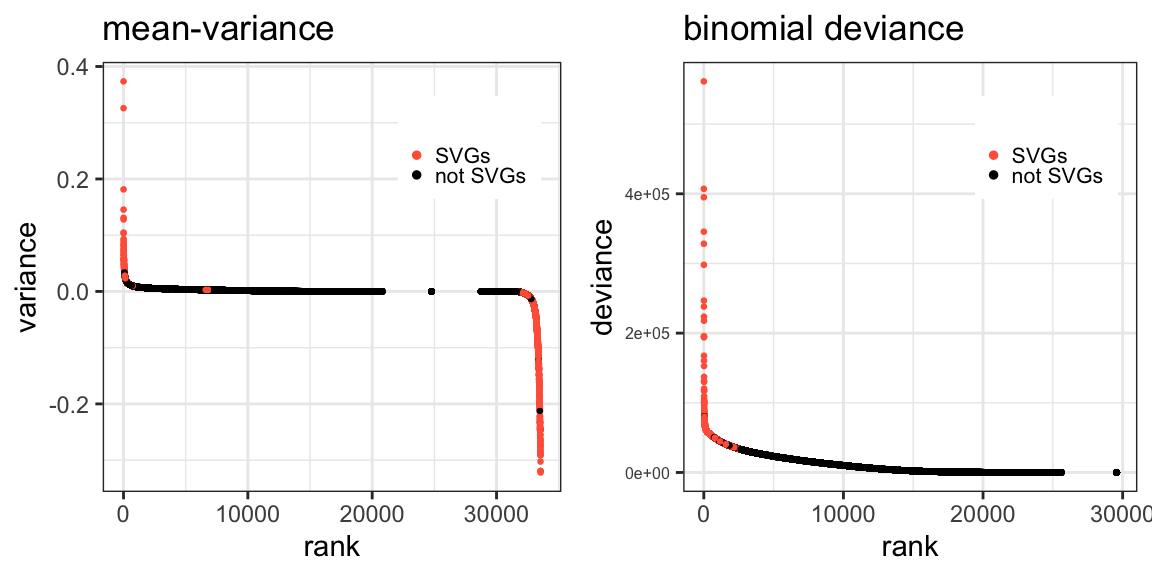 mean-variance
0.4
0.2
0.0
-0.2
variance
SVGs
not SVGs
0
10000
20000
30000
rank
binomial deviance
4e+05
2e+05
0e+00
deviance
SVGs
not SVGs
0
10000
20000
30000
rank